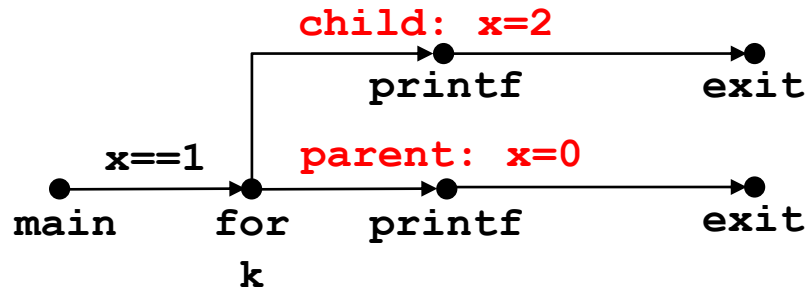 child: x=2
printf
exit
x==1
parent: x=0
main
for
k
printf
exit